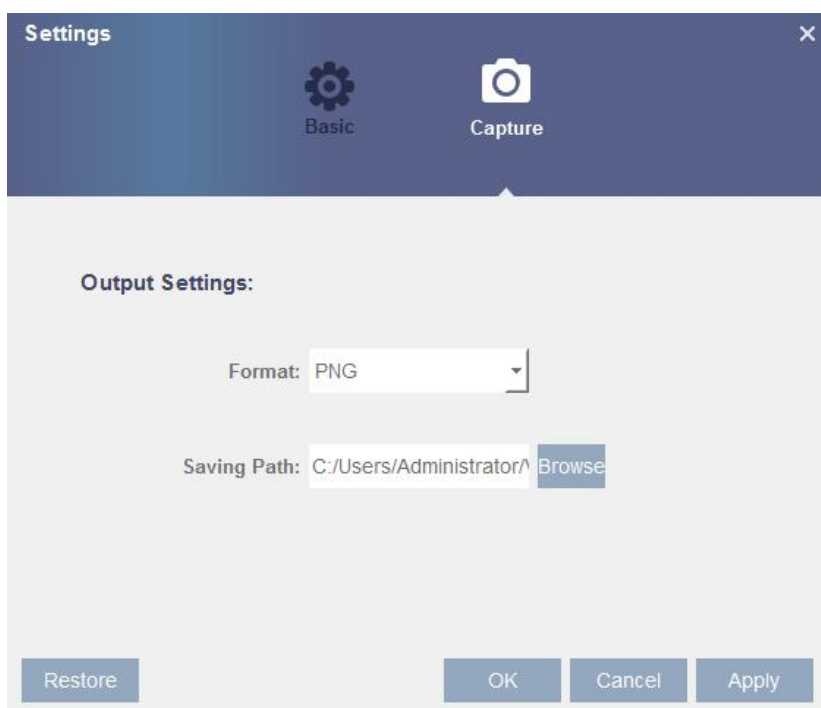 Settings
Basic
Capture
Output Settings:
Format: PNG
Saving Path: C:/Users/Administrator/ Browse
Restore
OK Cancel Apply